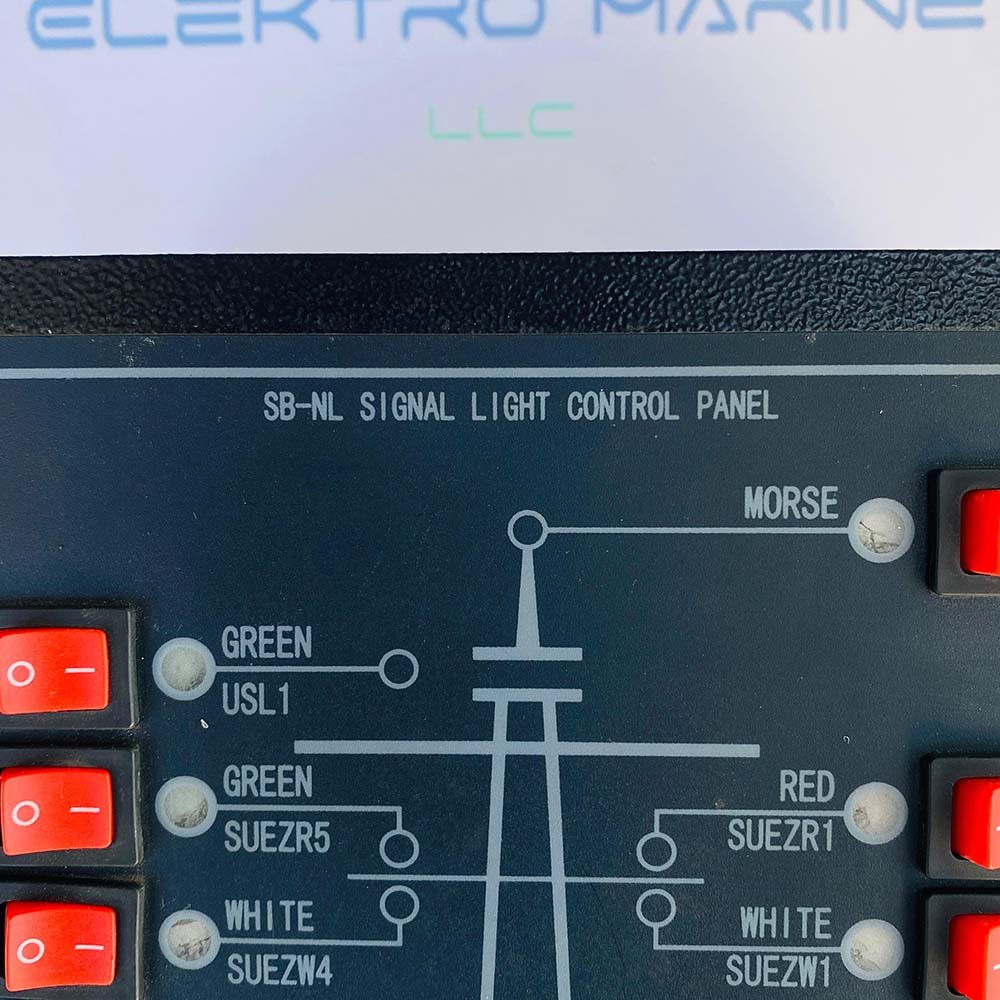 ELEKTRO MARINE
LLC
SB-NL SIGNAL LIGHT CONTROL PANEL
MORSE
GREEN
USL1
GREEN
SUEZR5
RED
SUEZR1
WHITE
SUEZW4
WHITE
SUEZW1